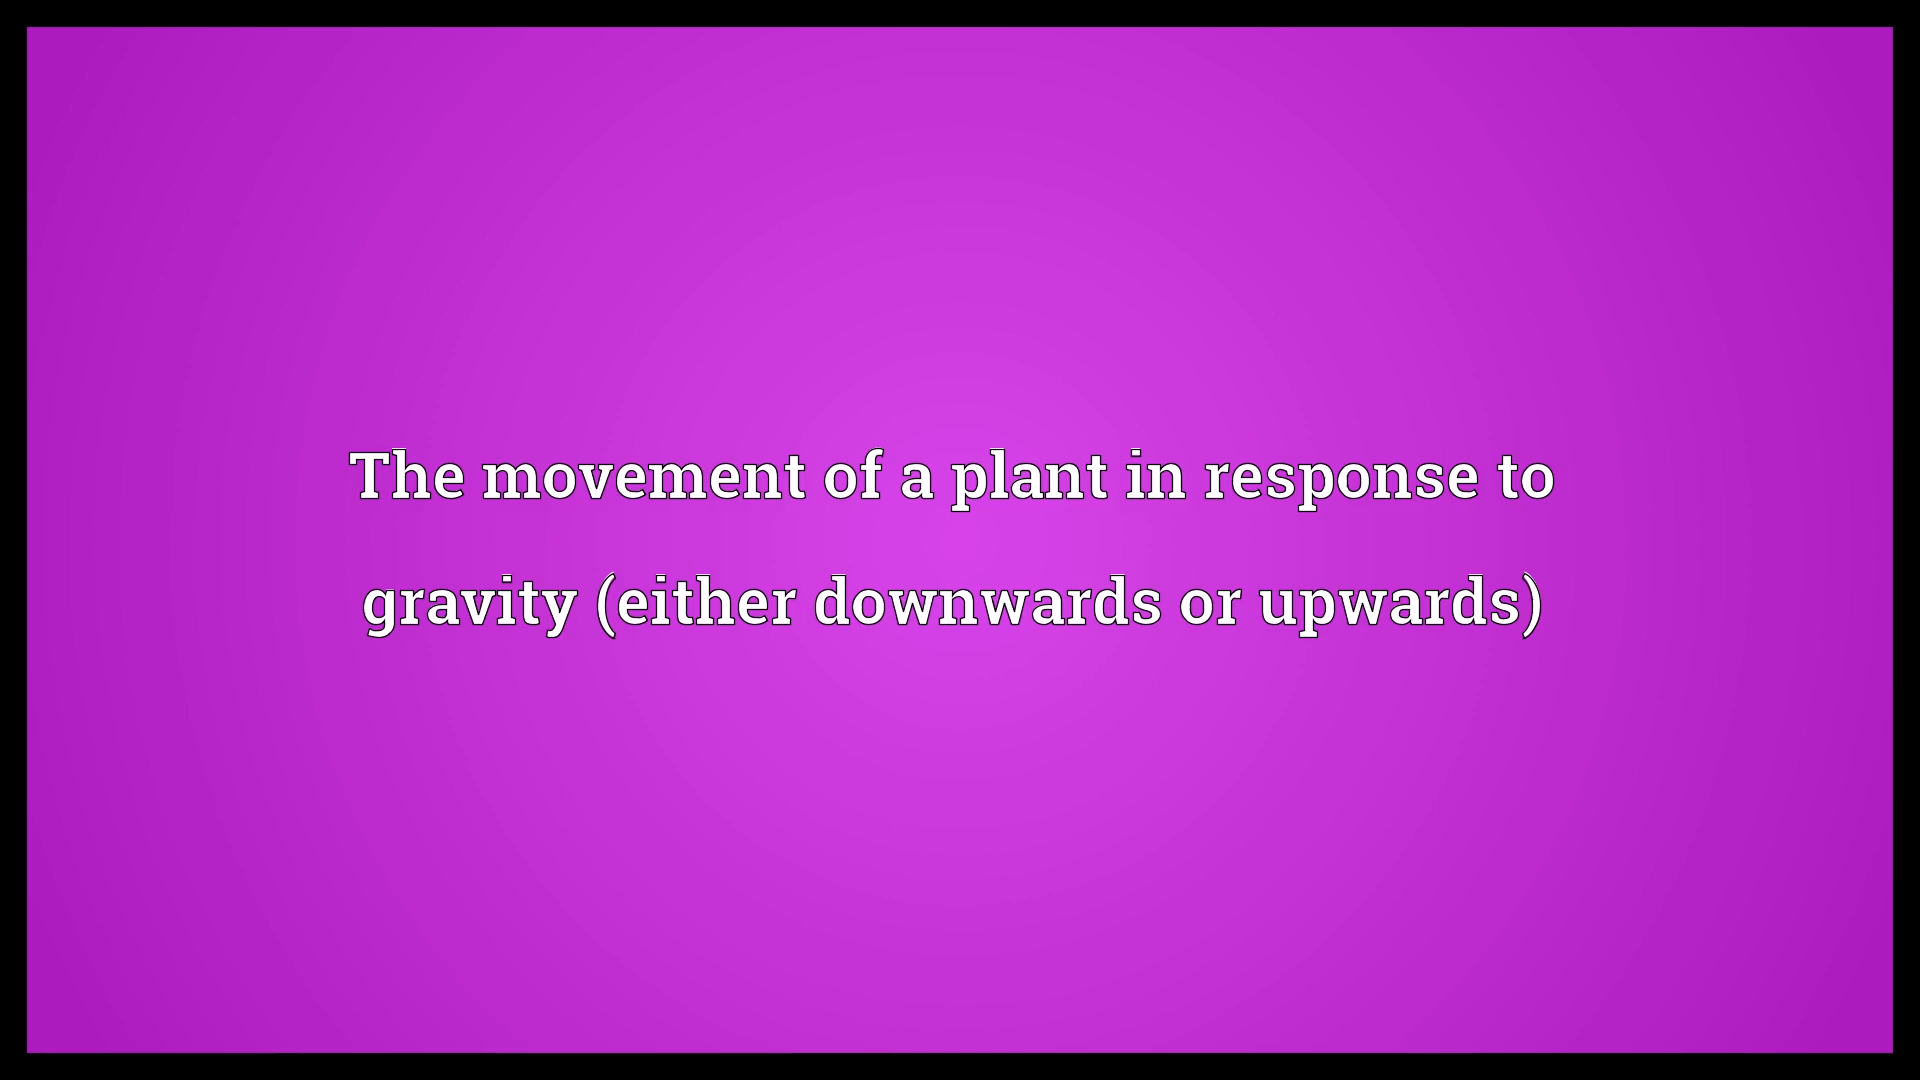 The movement of a plant in response to
gravity (either downwards or upwards)